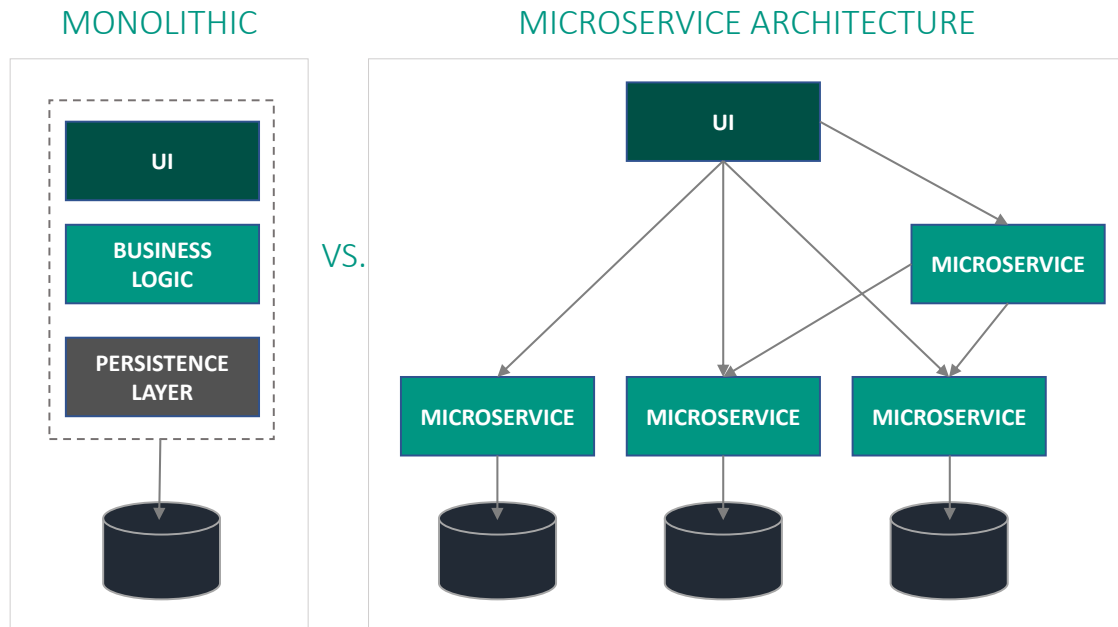 MONOLITHIC
UI
BUSINESS
LOGIC
PERSISTENCE
LAYER
VS.
MICROSERVICE ARCHITECTURE
UI
MICROSERVICE
MICROSERVICE
MICROSERVICE
MICROSERVICE